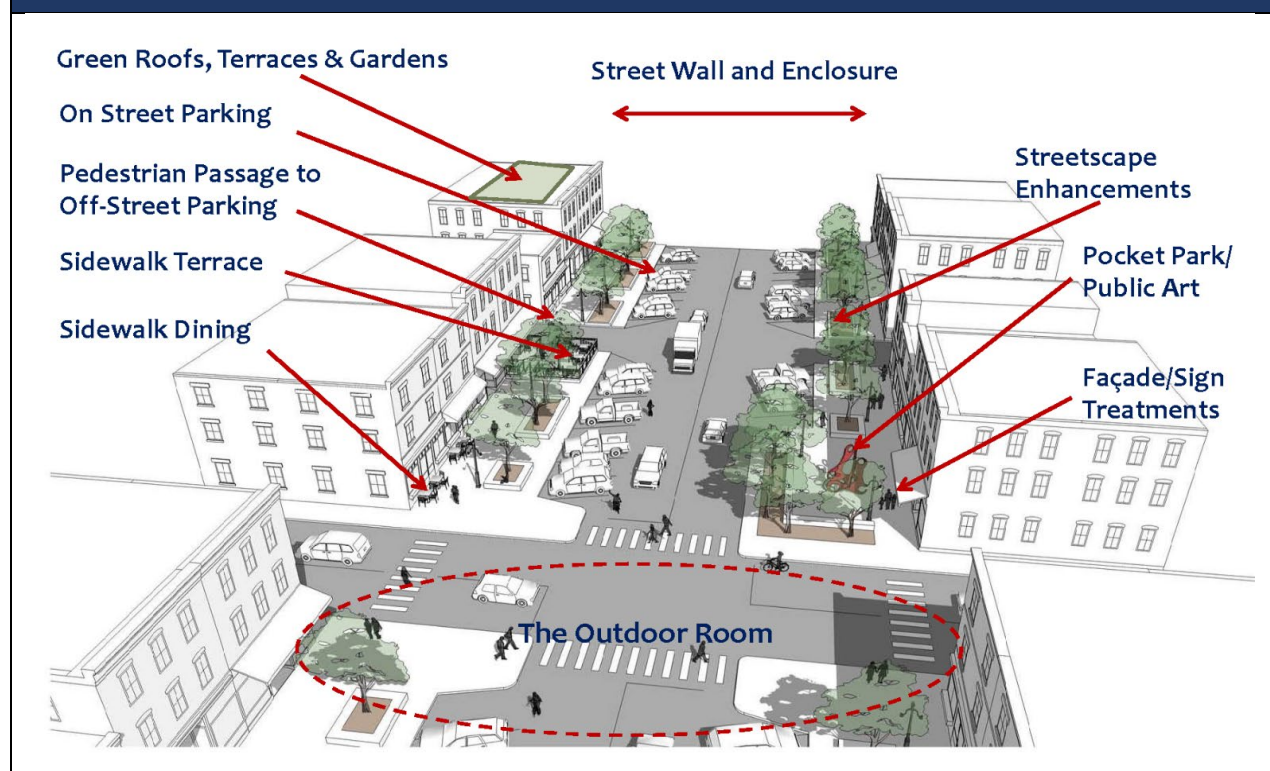 Green Roofs, Terraces & Gardens
On Street Parking
Pedestrian Passage to
Off-Street Parking
Sidewalk Terrace
Sidewalk Dining
Street Wall and Enclosure
Streetscape
Enhancements
Pocket Park/
Public Art
Façade/Sign
Treatments
The Outdoor Room